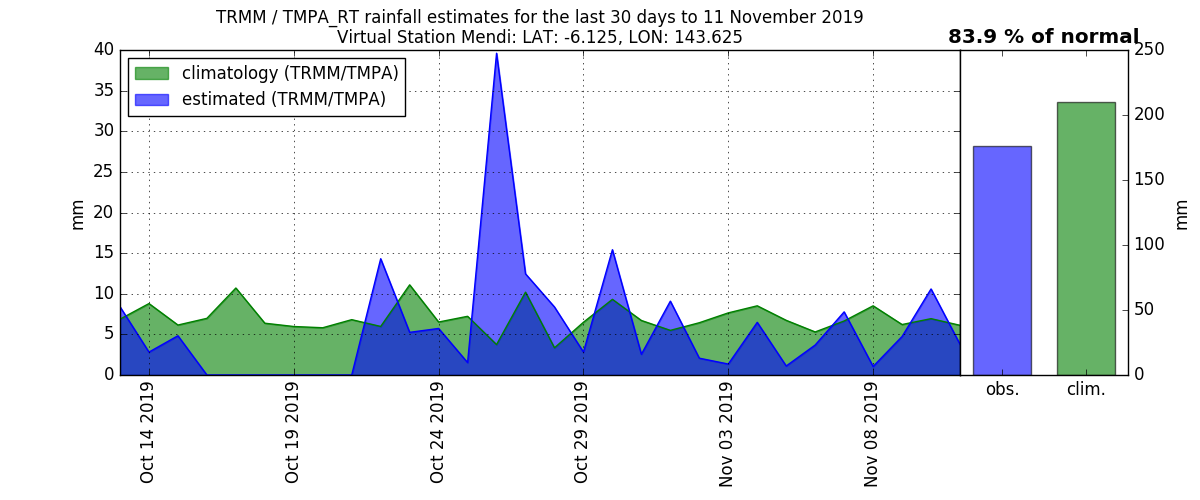 TRMM / TMPA_RT rainfall estimates for the last 30 days to 11 November 2019
Virtual Station Mendi: LAT: -6.125, LON: 143.625
83.9 % of normal
climatology (TRMM/TMPA)
estimated (TRMM/TMPA)
40
35
30
25
20
15
10
5
0
mm
Oct 14 2019
Oct 19 2019
Oct 24 2019
Oct 29 2019
Nov 03 2019
Nov 08 2019
obs.
clim.
250
200
150
100
50
0
mm